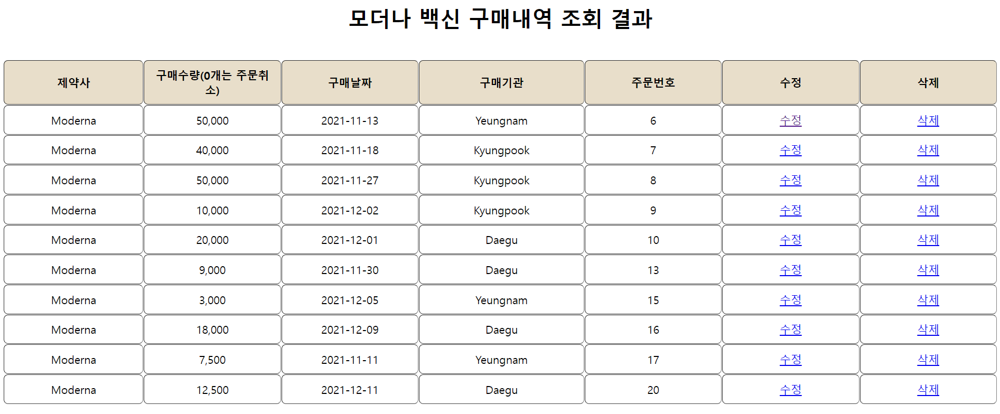 모더나 백신 구매내역 조회 결과
제약사 구매수량(0개는 주문취소) 구매날짜 구매기관 주문번호 수정 삭제
Moderna 50,000 2021-11-13 Yeungnam 6 수정 삭제
Moderna 40,000 2021-11-18 Kyungpook 7 수정 삭제
Moderna 50,000 2021-11-27 Kyungpook 8 수정 삭제
Moderna 10,000 2021-12-02 Kyungpook 9 수정 삭제
Moderna 20,000 2021-12-01 Daegu 10 수정 삭제
Moderna 9,000 2021-11-30 Daegu 13 수정 삭제
Moderna 3,000 2021-12-05 Yeungnam 15 수정 삭제
Moderna 18,000 2021-12-09 Daegu 16 수정 삭제
Moderna 7,500 2021-11-11 Yeungnam 17 수정 삭제
Moderna 12,500 2021-12-11 Daegu 20 수정 삭제